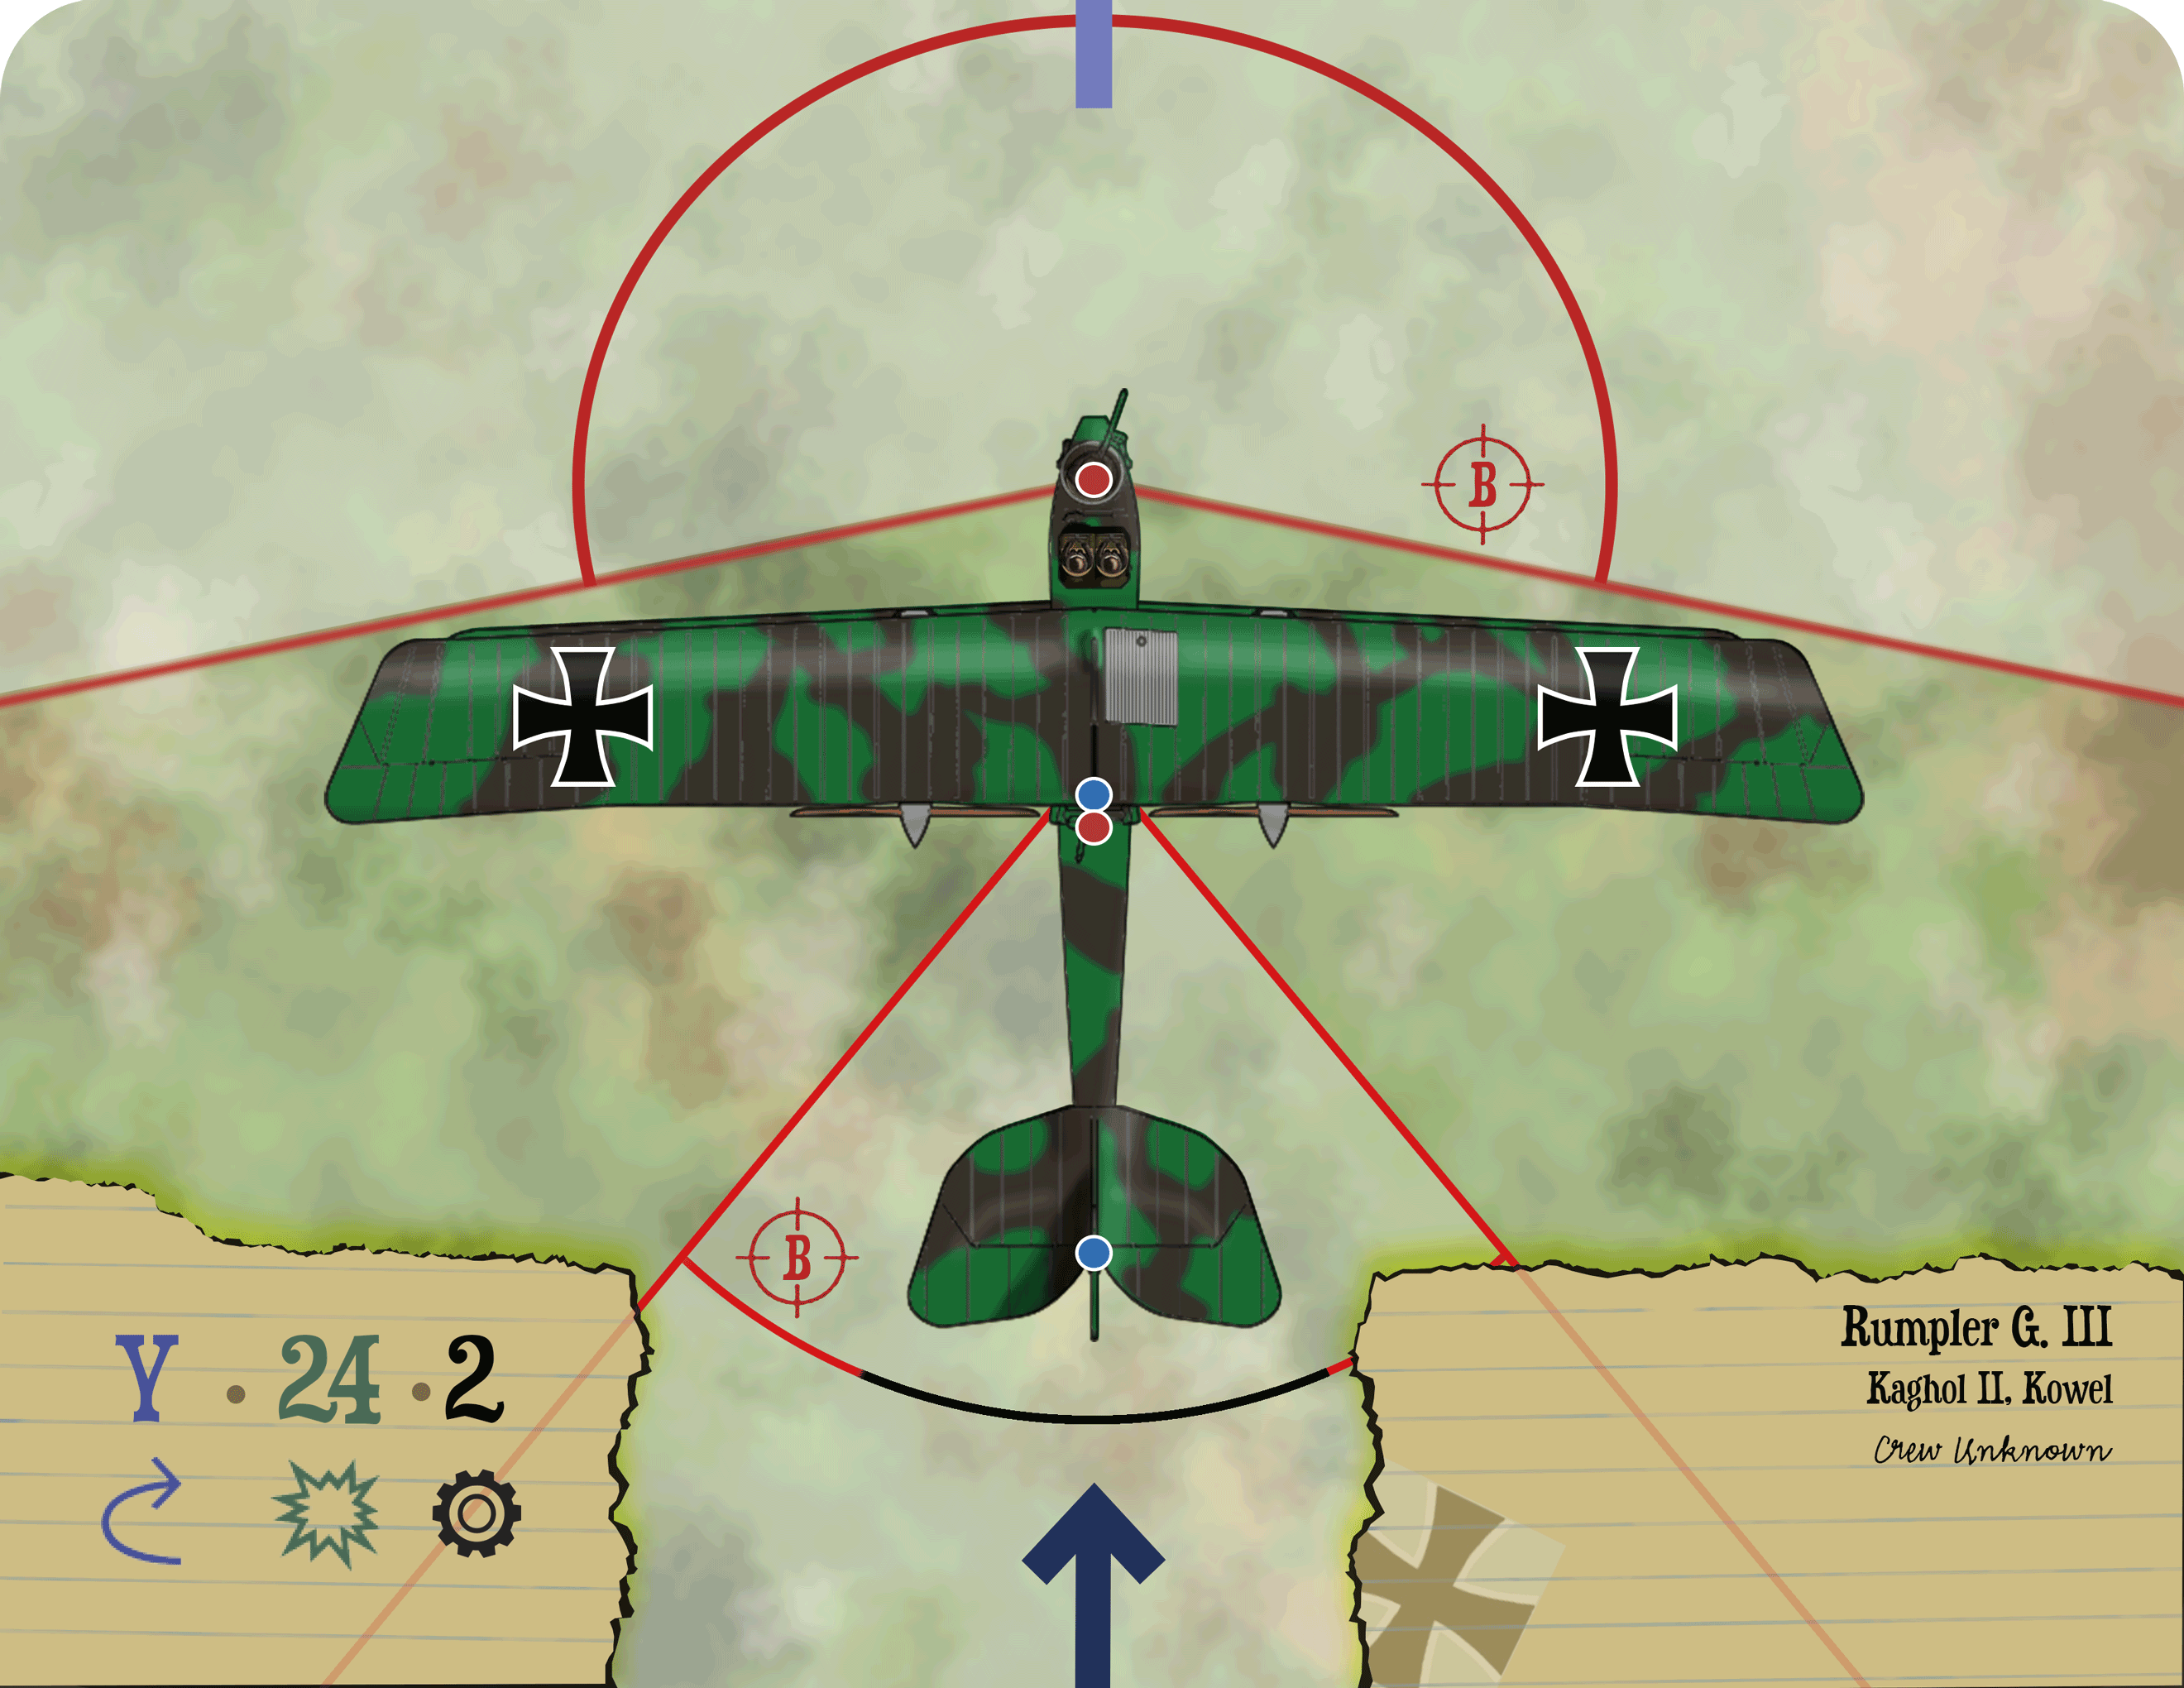 B
B
Y • 24 • 2
Rumpler G. III
Kaghol II, Kowel
Crew Unknown